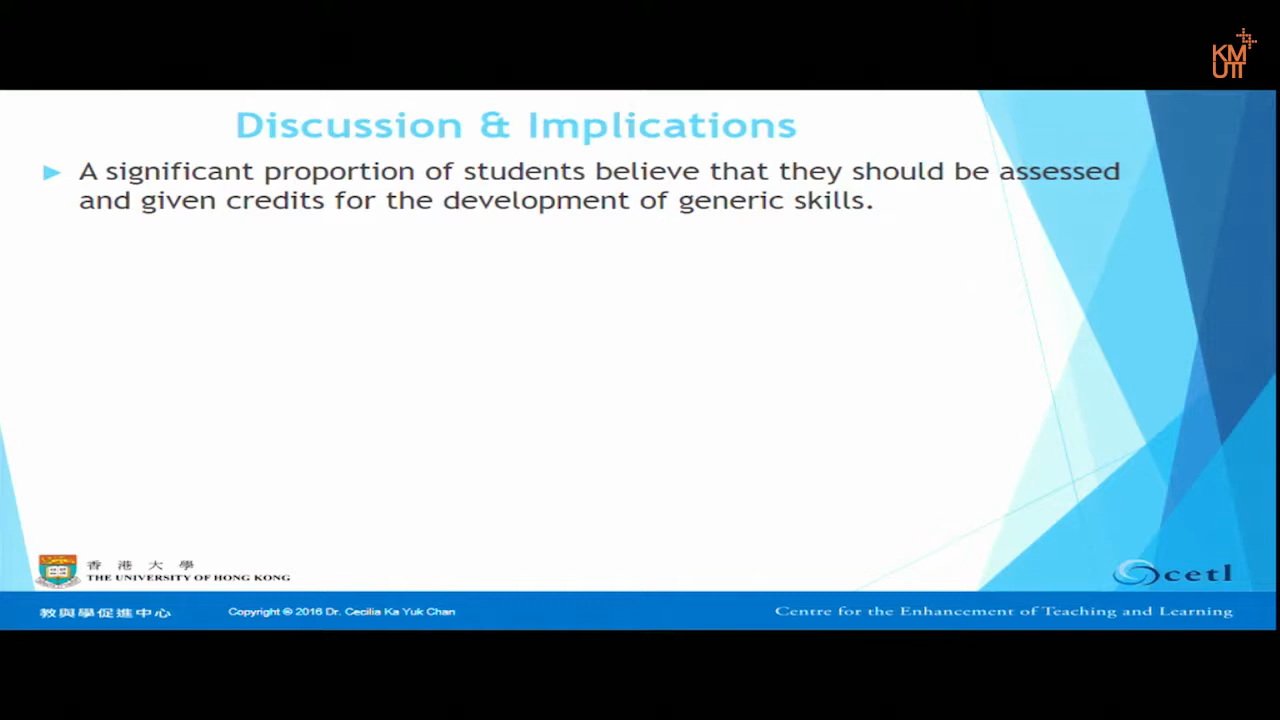 KM
UTT
Discussion & Implications
A significant proportion of students believe that they should be assessed
and given credits for the development of generic skills.
香港大學
THE UNIVERSITY OF HONG KONG
cetl
教與學促進中心
Copyright © 2016 Dr. Cecilia Ka Yuk Chan
Centre for the Enhancement of Teaching and Learning